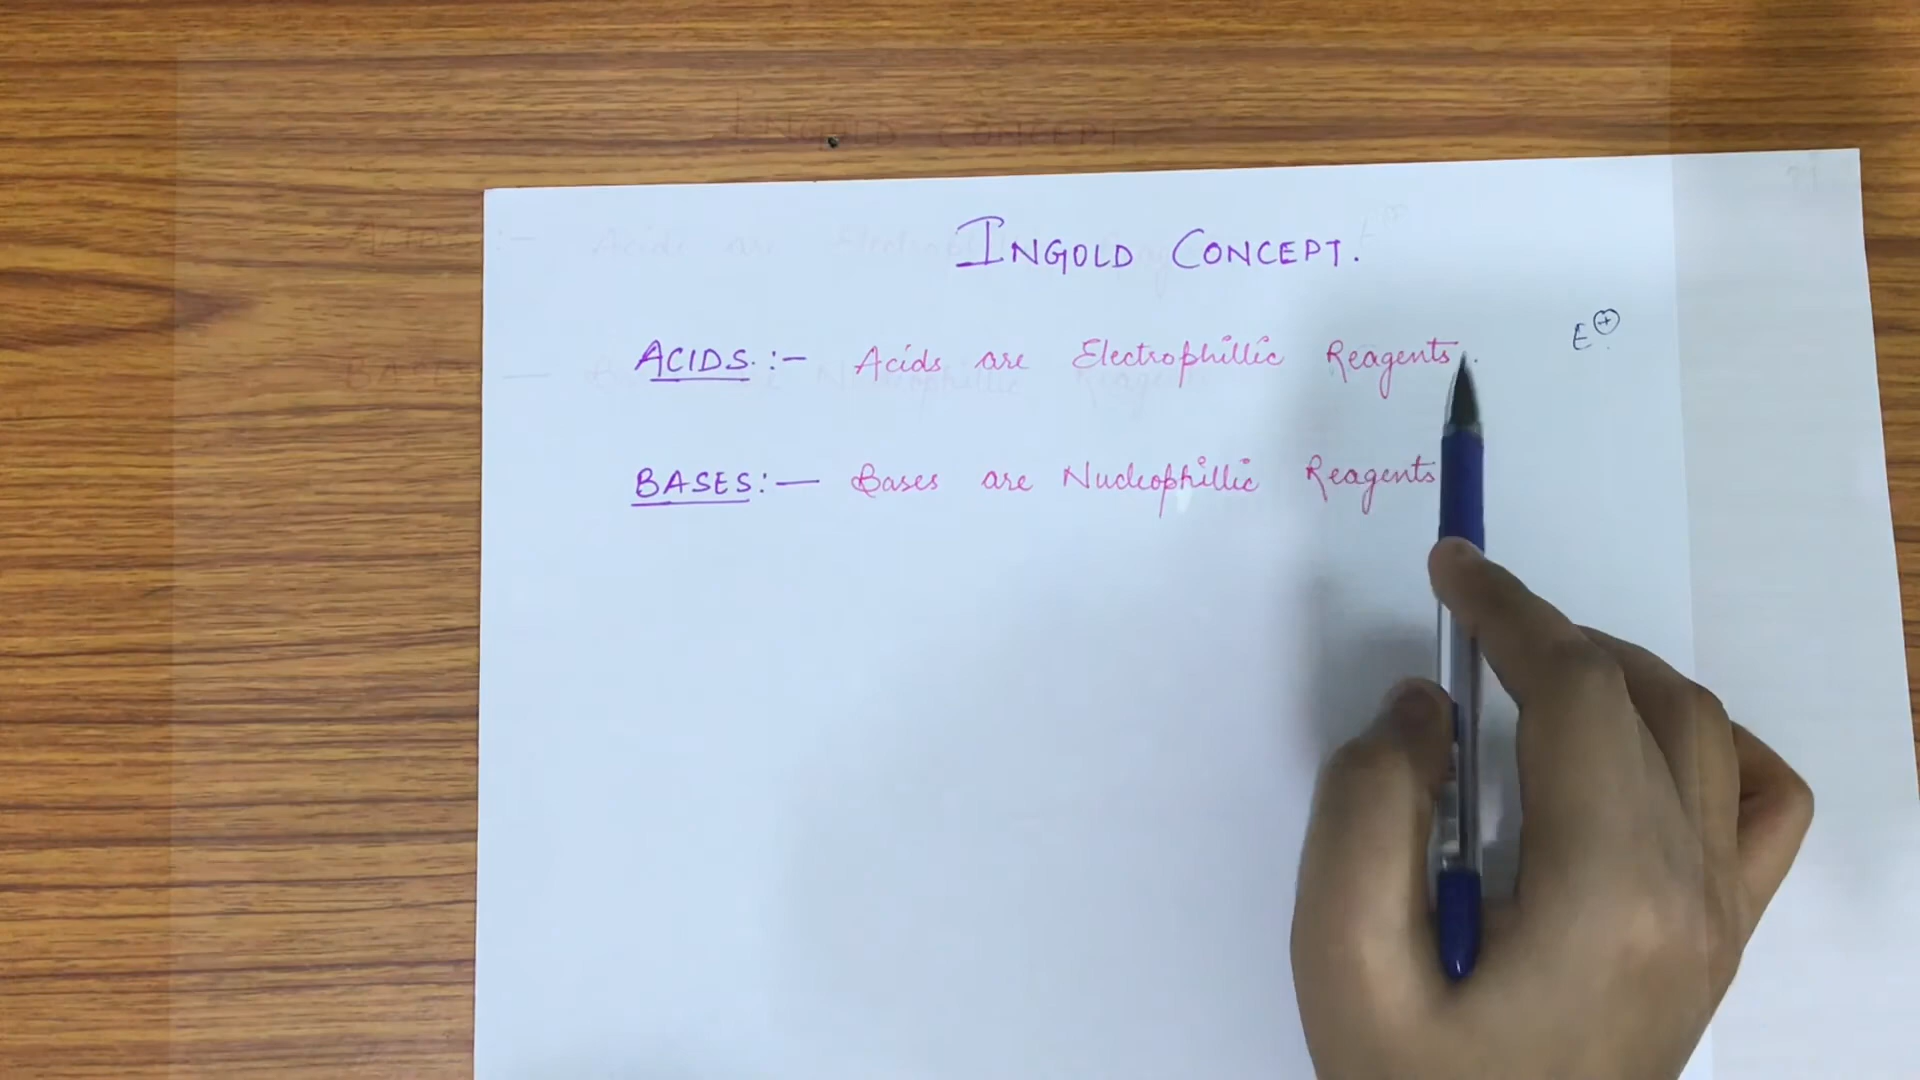 INGOLD CONCEPT.
ACIDS :- Acids are Electrophillic Reagents. E⊕
BASES :- Bases are Nucleophillic Reagents